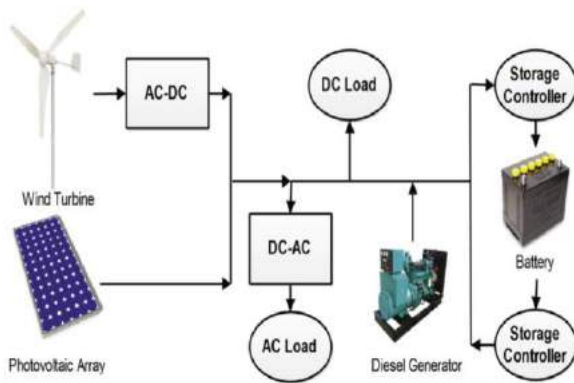 AC-DC
DC Load
Storage
Controller
Wind Turbine
DC-AC
Battery
Photovoltaic Array
AC Load
Diesel Generator
Storage
Controller